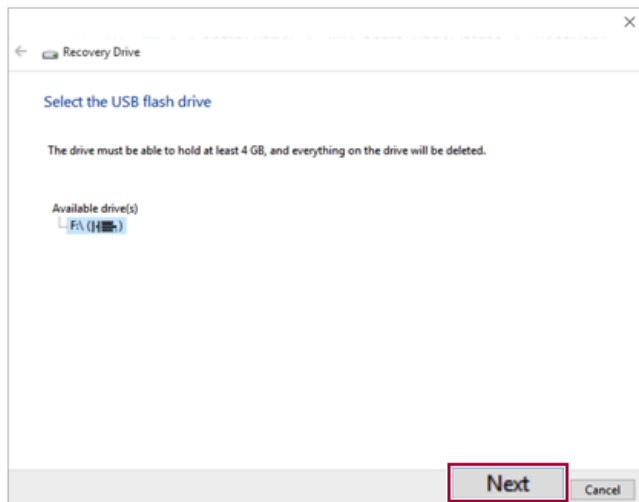 Recovery Drive
Select the USB flash drive
The drive must be able to hold at least 4 GB, and everything on the drive will be deleted.
Available drive(s)
F:\
Next
Cancel